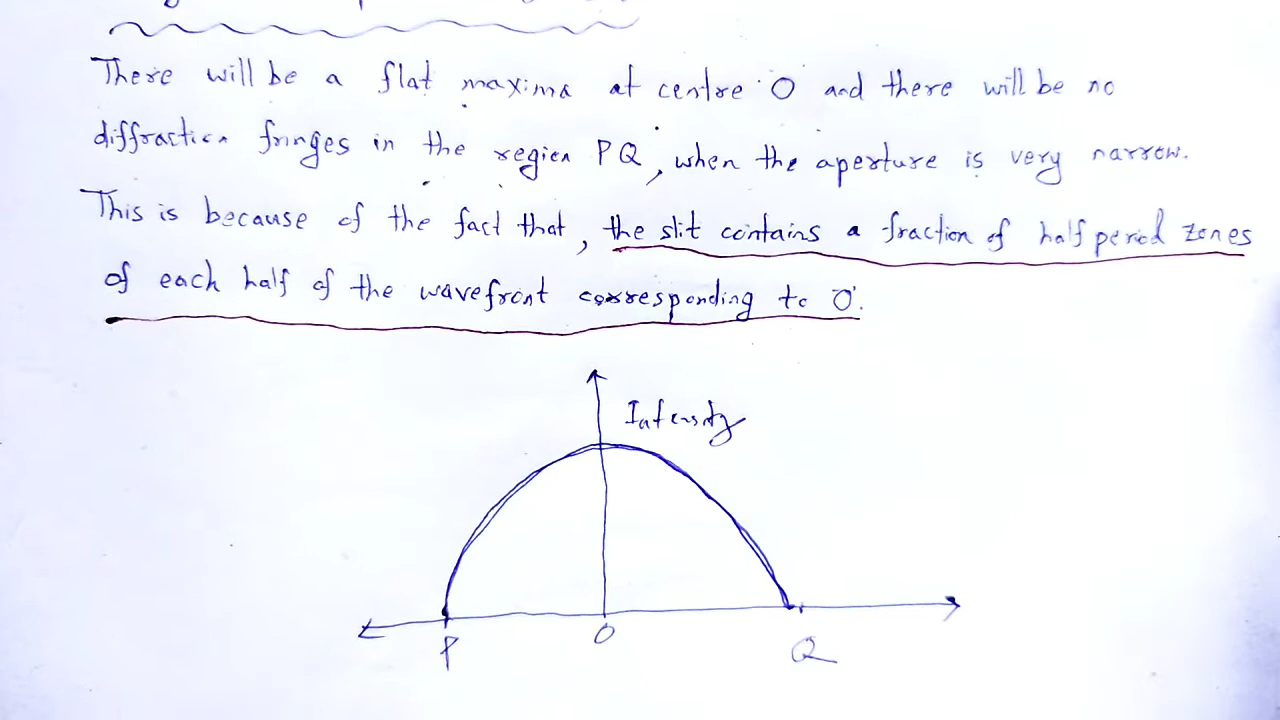 There will be a flat maxima at centre 'O' and there will be no
diffraction fringes in the region PQ, when the aperture is very narrow.
This is because of the fact that, the slit contains a fraction of half period zones
of each half of the wavefront corresponding to 'O'.
Intensity
P O Q